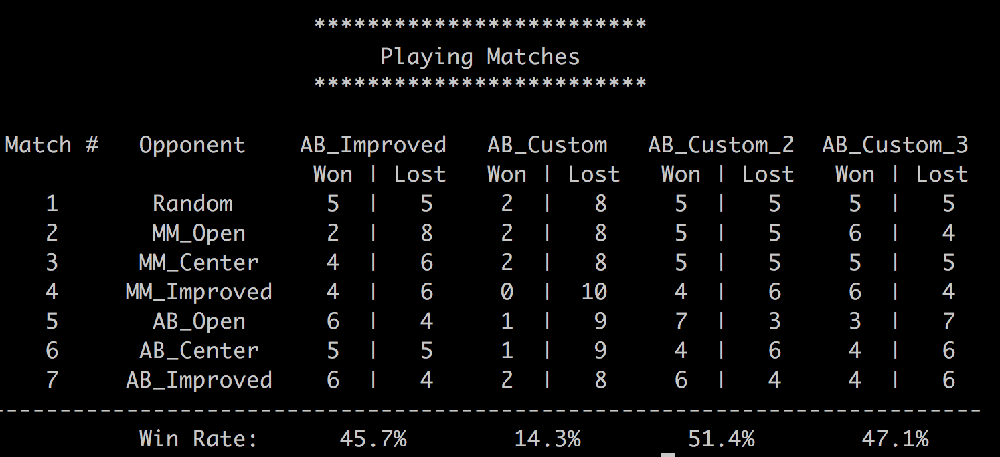 *************************
Playing Matches
*************************
Match # Opponent AB_Improved AB_Custom AB_Custom_2 AB_Custom_3
Won | Lost Won | Lost Won | Lost Won | Lost
1 Random 5 | 5 2 | 8 5 | 5 5 | 5
2 MM_Open 2 | 8 2 | 8 5 | 5 6 | 4
3 MM_Center 4 | 6 2 | 8 5 | 5 5 | 5
4 MM_Improved 4 | 6 0 | 10 4 | 6 6 | 4
5 AB_Open 6 | 4 1 | 9 7 | 3 3 | 7
6 AB_Center 5 | 5 1 | 9 4 | 6 4 | 6
7 AB_Improved 6 | 4 2 | 8 6 | 4 4 | 6
--------------------------------------------------------------------------
Win Rate: 45.7% 14.3% 51.4% 47.1%